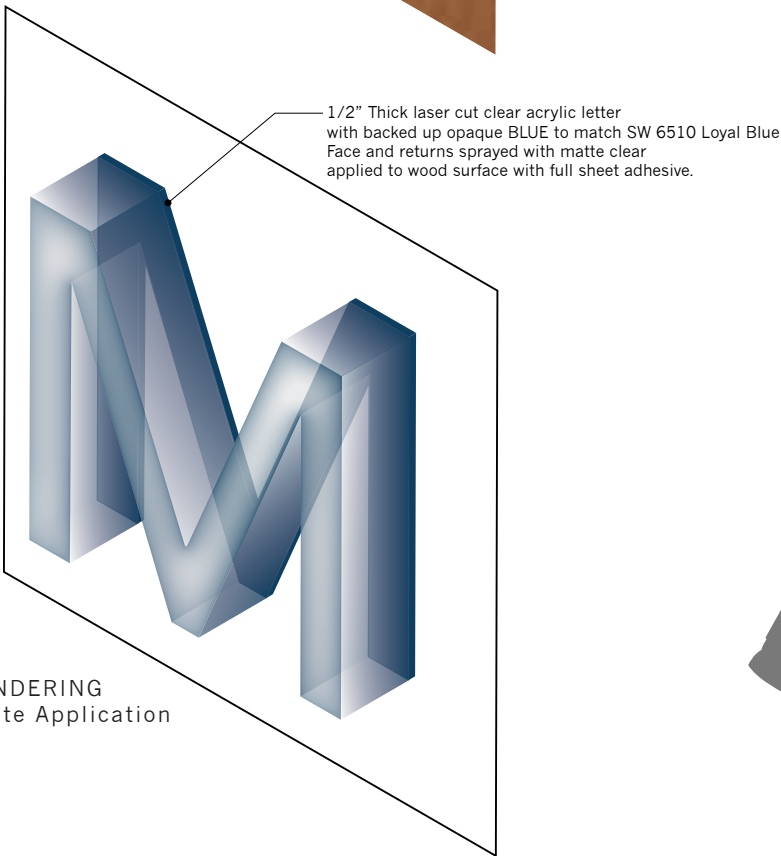 1/2” Thick laser cut clear acrylic letter
with backed up opaque BLUE to match SW 6510 Loyal Blue
Face and returns sprayed with matte clear
applied to wood surface with full sheet adhesive.
M
NDERING
te Application